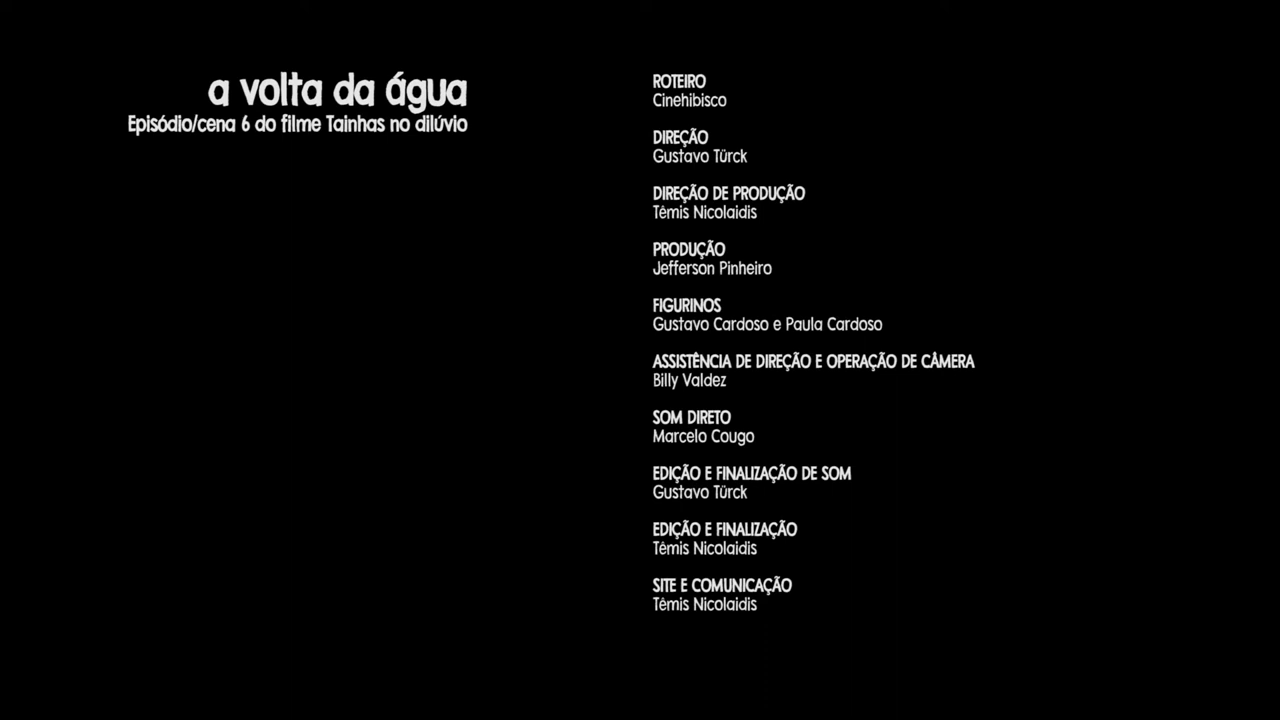 a volta da água
Episódio/cena 6 do filme Tainhas no dilúvio
ROTEIRO
Cinehibisco
DIREÇÃO
Gustavo Türck
DIREÇÃO DE PRODUÇÃO
Têmis Nicolaidis
PRODUÇÃO
Jefferson Pinheiro
FIGURINOS
Gustavo Cardoso e Paula Cardoso
ASSISTÊNCIA DE DIREÇÃO E OPERAÇÃO DE CÂMERA
Billy Valdez
SOM DIRETO
Marcelo Cougo
EDIÇÃO E FINALIZAÇÃO DE SOM
Gustavo Türck
EDIÇÃO E FINALIZAÇÃO
Têmis Nicolaidis
SITE E COMUNICAÇÃO
Têmis Nicolaidis